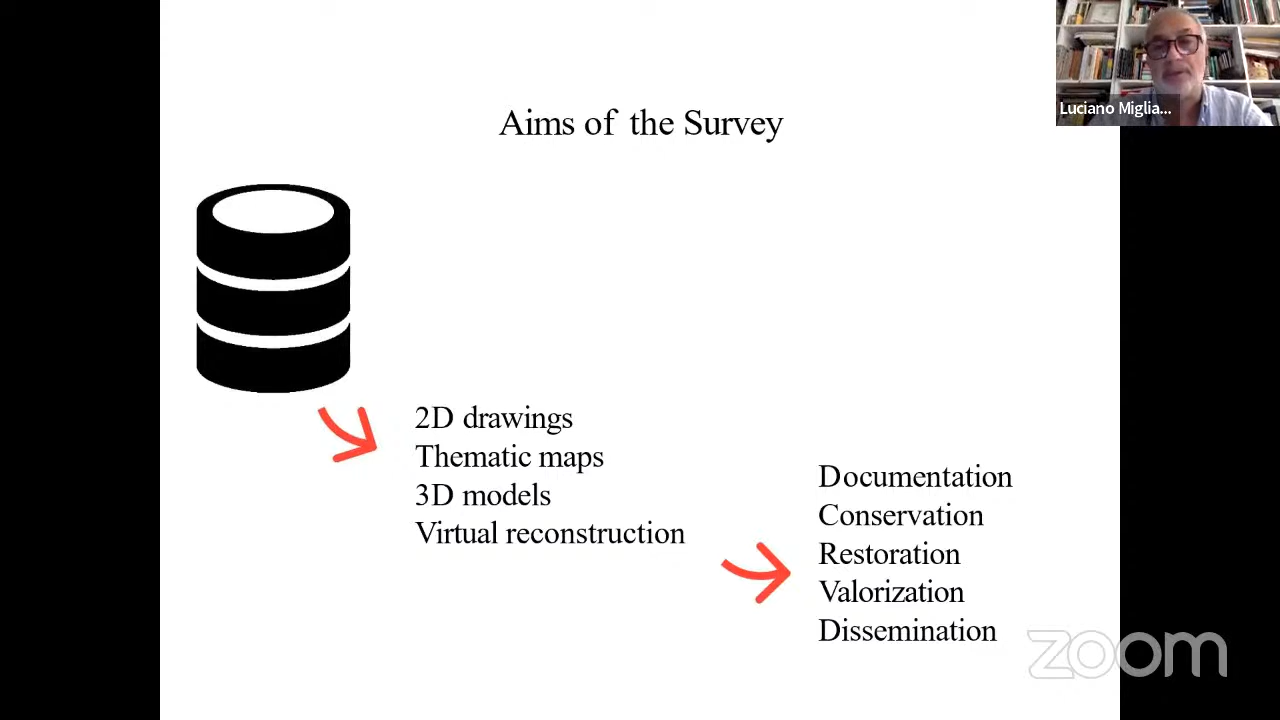 Luciano Miglia...
Aims of the Survey
2D drawings
Thematic maps
3D models
Virtual reconstruction
Documentation
Conservation
Restoration
Valorization
Dissemination
zoom